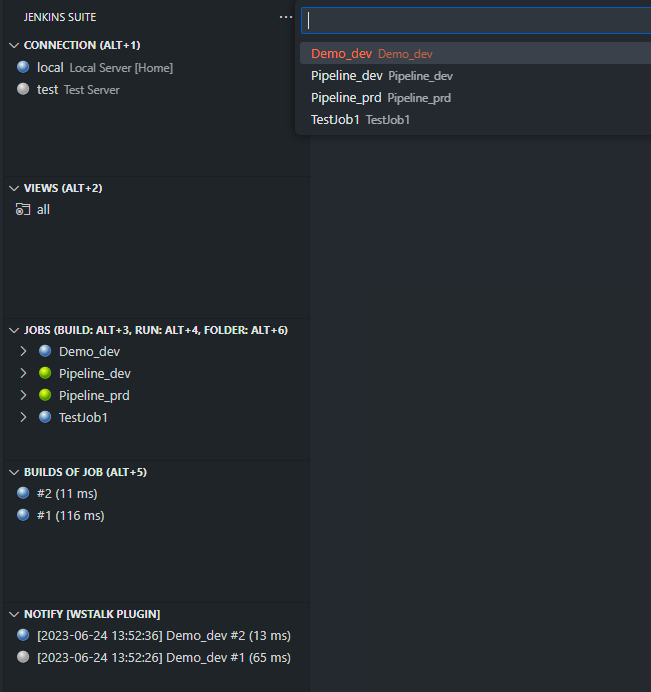 JENKINS SUITE ...
CONNECTION (ALT+1)
local Local Server [Home]
test Test Server
VIEWS (ALT+2)
all
JOBS (BUILD: ALT+3, RUN: ALT+4, FOLDER: ALT+6)
Demo_dev
Pipeline_dev
Pipeline_prd
TestJob1
BUILDS OF JOB (ALT+5)
#2 (11 ms)
#1 (116 ms)
NOTIFY [WSTALK PLUGIN]
[2023-06-24 13:52:36] Demo_dev #2 (13 ms)
[2023-06-24 13:52:26] Demo_dev #1 (65 ms)
Demo_dev Demo_dev
Pipeline_dev Pipeline_dev
Pipeline_prd Pipeline_prd
TestJob1 TestJob1